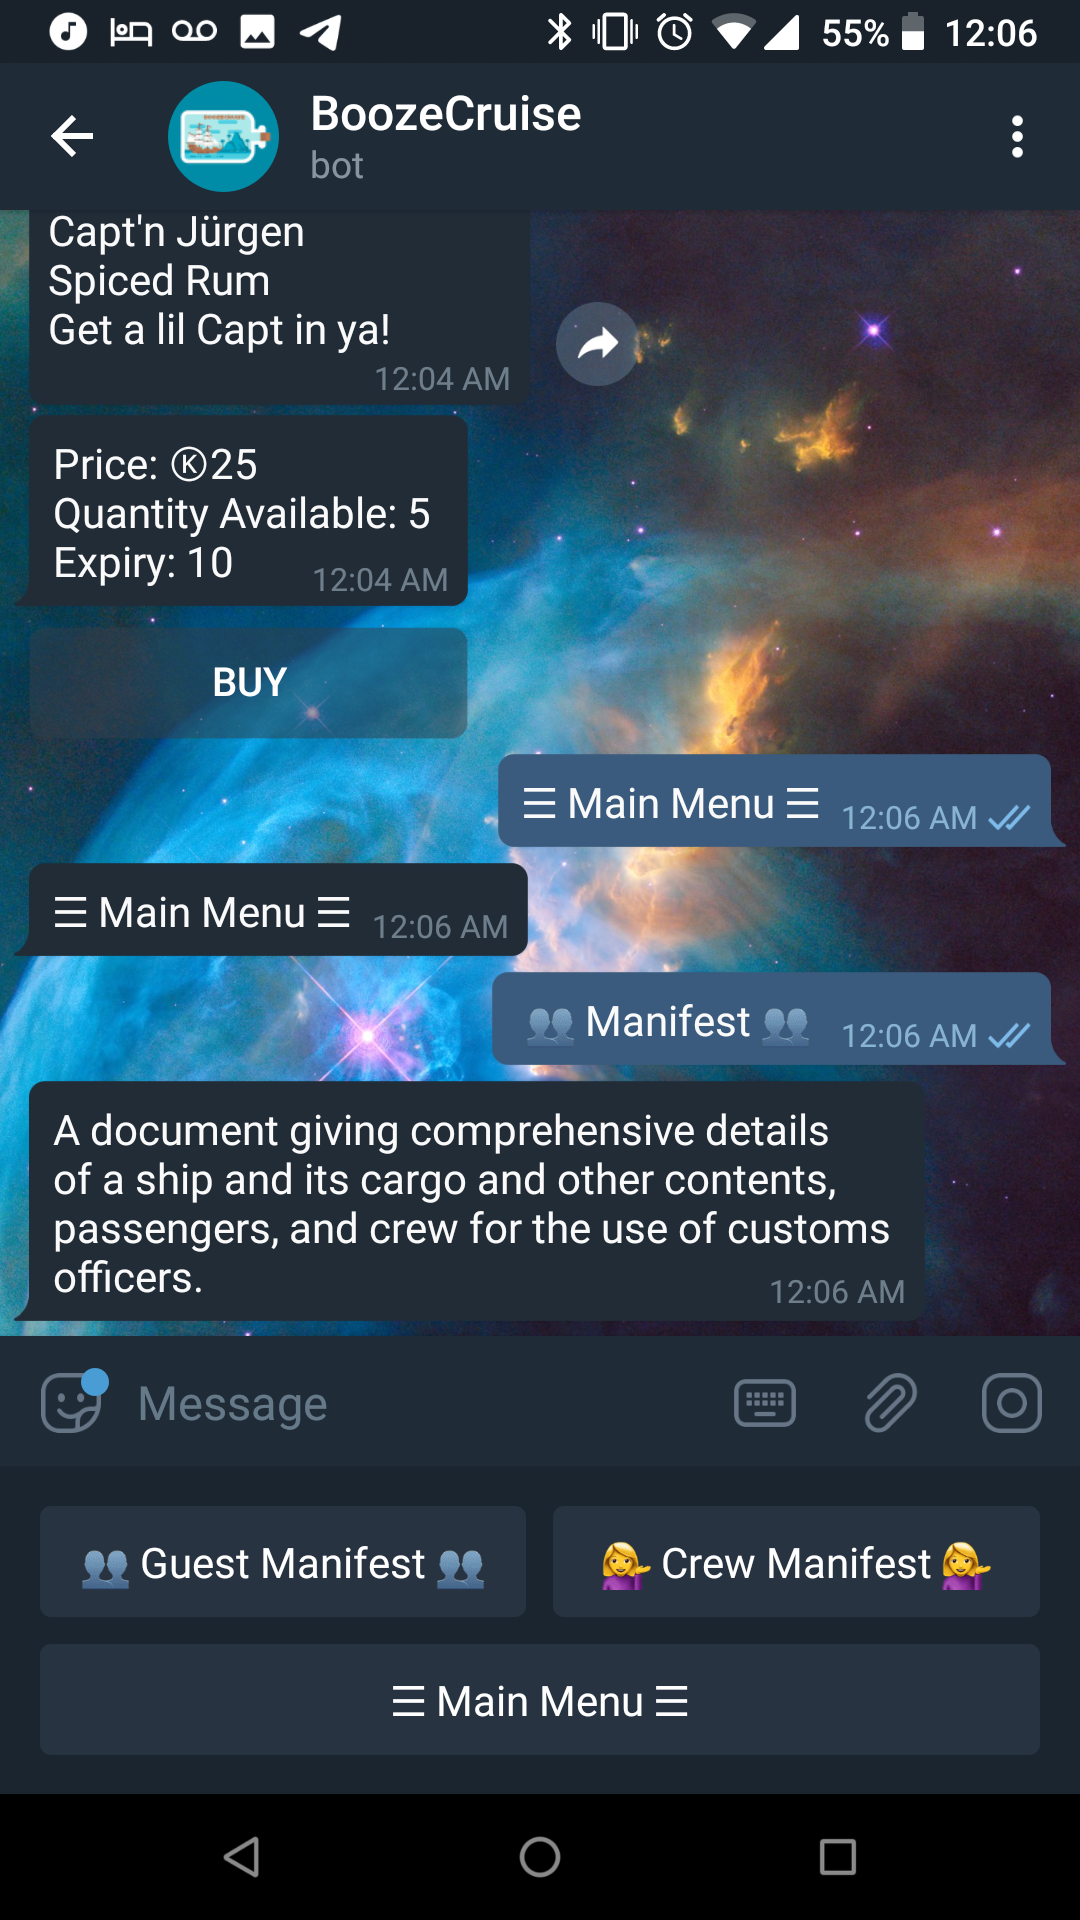 55% 12:06
BoozeCruise
bot
Capt'n Jürgen
Spiced Rum
Get a lil Capt in ya!
12:04 AM
Price: Ⓚ25
Quantity Available: 5
Expiry: 10
12:04 AM
BUY
☰ Main Menu ☰ 12:06 AM
☰ Main Menu ☰ 12:06 AM
👥 Manifest 👥 12:06 AM
A document giving comprehensive details
of a ship and its cargo and other contents,
passengers, and crew for the use of customs
officers.
12:06 AM
Message
👥 Guest Manifest 👥
💁‍♀️ Crew Manifest 💁‍♀️
☰ Main Menu ☰